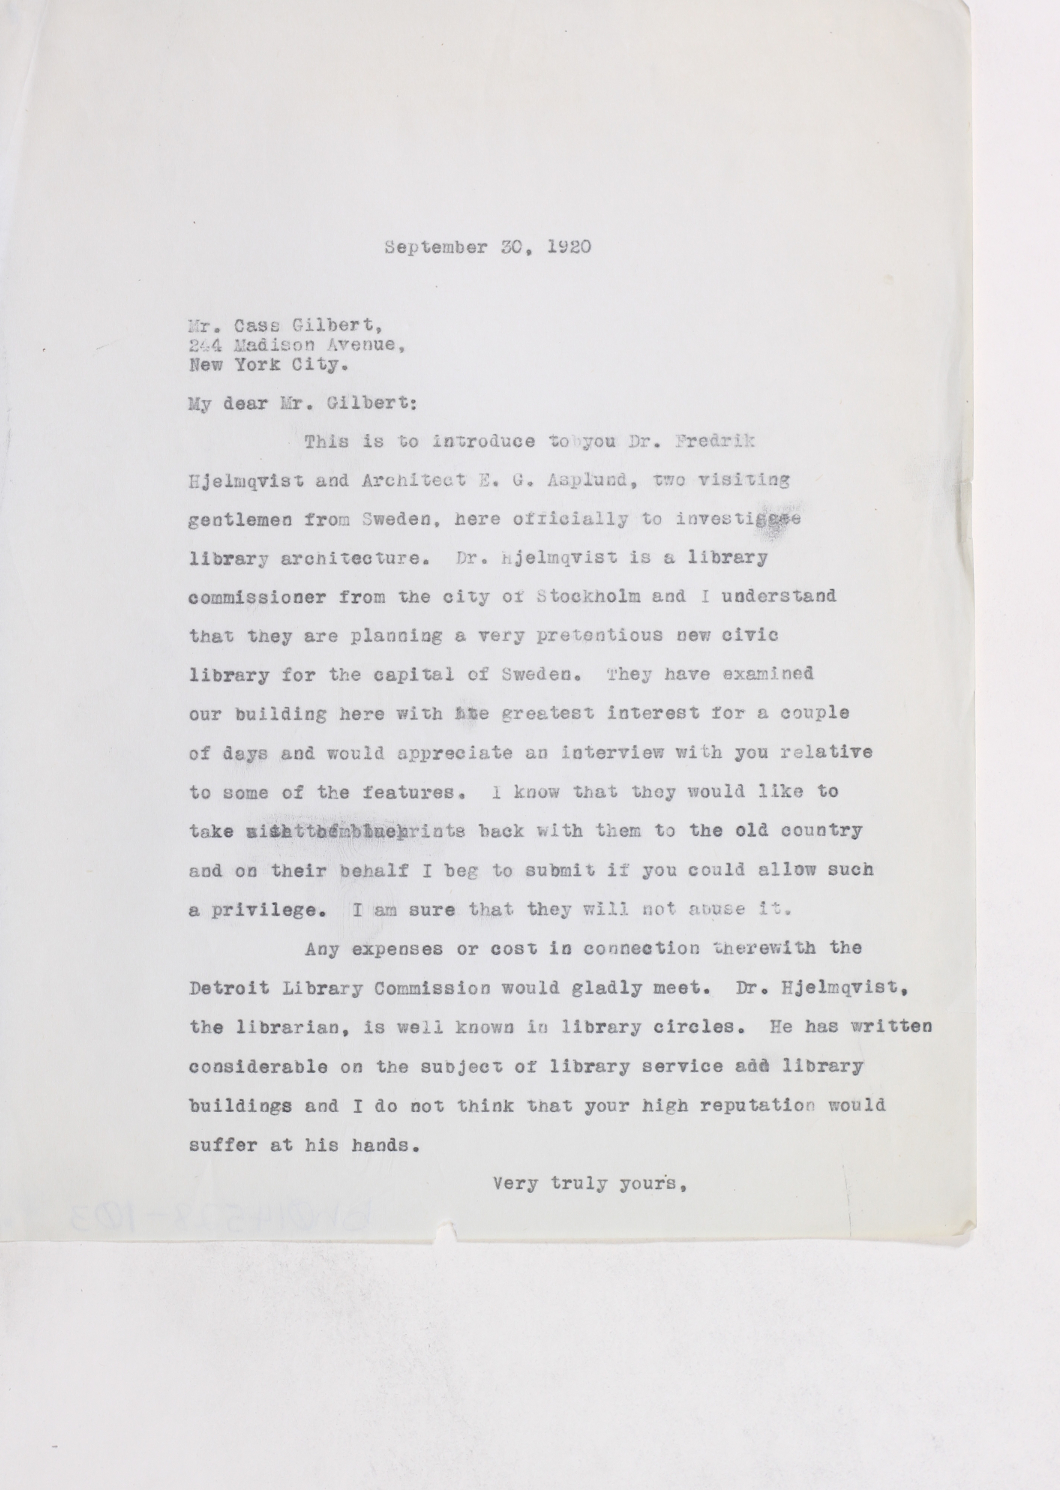 September 30, 1920
Mr. Cass Gilbert,
244 Madison Avenue,
New York City.
My dear Mr. Gilbert:
This is to introduce to you Dr. Fredrik
Hjelmqvist and Architect E. G. Asplund, two visiting
gentlemen from Sweden, here officially to investigate
library architecture. Dr. Hjelmqvist is a library
commissioner from the city of Stockholm and I understand
that they are planning a very pretentious new civic
library for the capital of Sweden. They have examined
our building here with the greatest interest for a couple
of days and would appreciate an interview with you relative
to some of the features. I know that they would like to
take blueprints back with them to the old country
and on their behalf I beg to submit if you could allow such
a privilege. I am sure that they will not abuse it.
Any expenses or cost in connection therewith the
Detroit Library Commission would gladly meet. Dr. Hjelmqvist,
the librarian, is well known in library circles. He has written
considerable on the subject of library service and library
buildings and I do not think that your high reputation would
suffer at his hands.
Very truly yours,